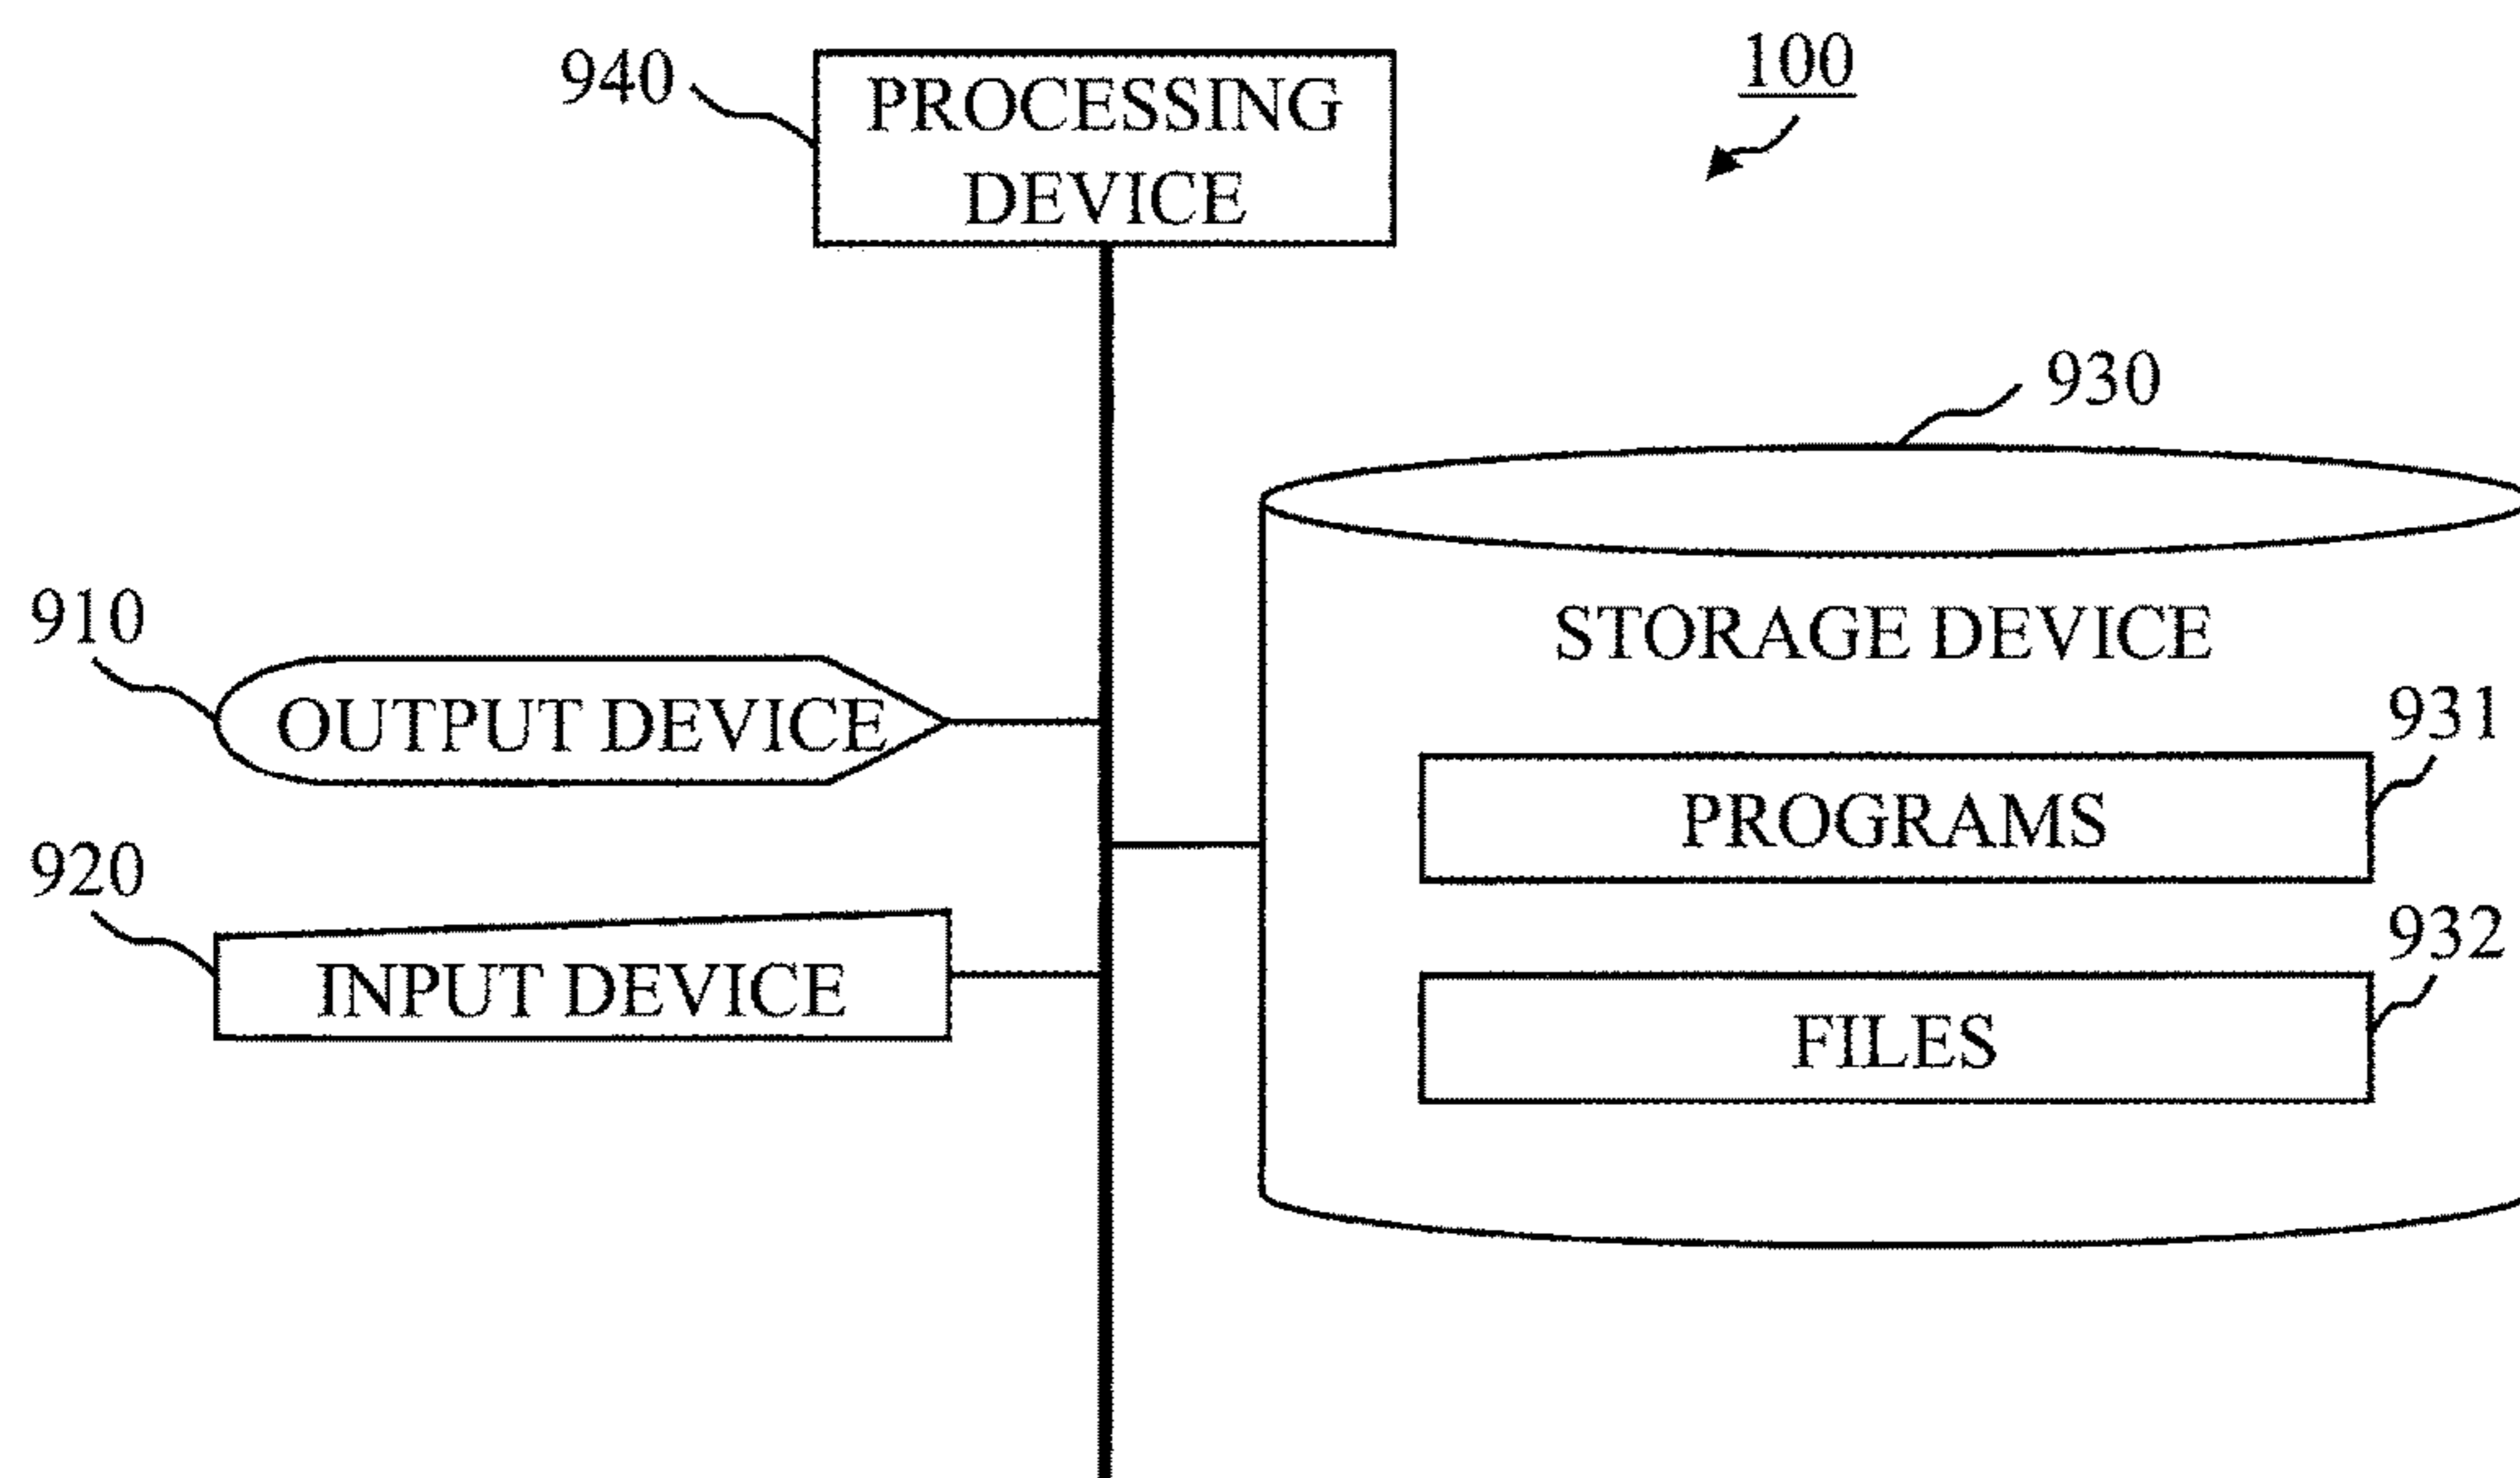 940
PROCESSING
DEVICE
100
930
910
OUTPUT DEVICE
STORAGE DEVICE
931
PROGRAMS
920
INPUT DEVICE
932
FILES